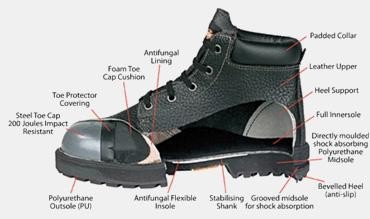 Antifungal
Lining
Foam Toe
Cap Cushion
Toe Protector
Covering
Steel Toe Cap
200 Joules Impact
Resistant
Padded Collar
Leather Upper
Heel Support
Full Innersole
Directly moulded
shock absorbing
Polyurethane
Midsole
Bevelled Heel
(anti-slip)
Polyurethane
Outsole (PU)
Antifungal Flexible
Insole
Stabilising
Shank
Grooved midsole
for shock absorption